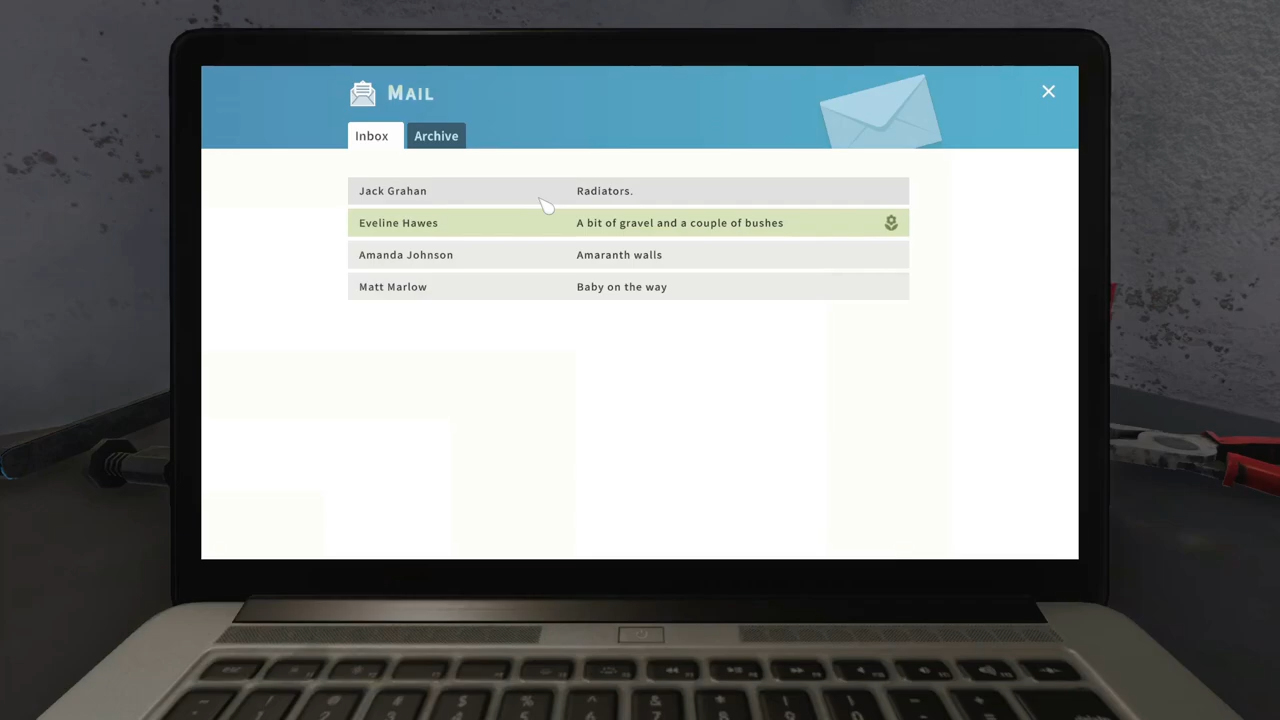 MAIL
Inbox Archive
Jack Grahan Radiators.
Eveline Hawes A bit of gravel and a couple of bushes
Amanda Johnson Amaranth walls
Matt Marlow Baby on the way